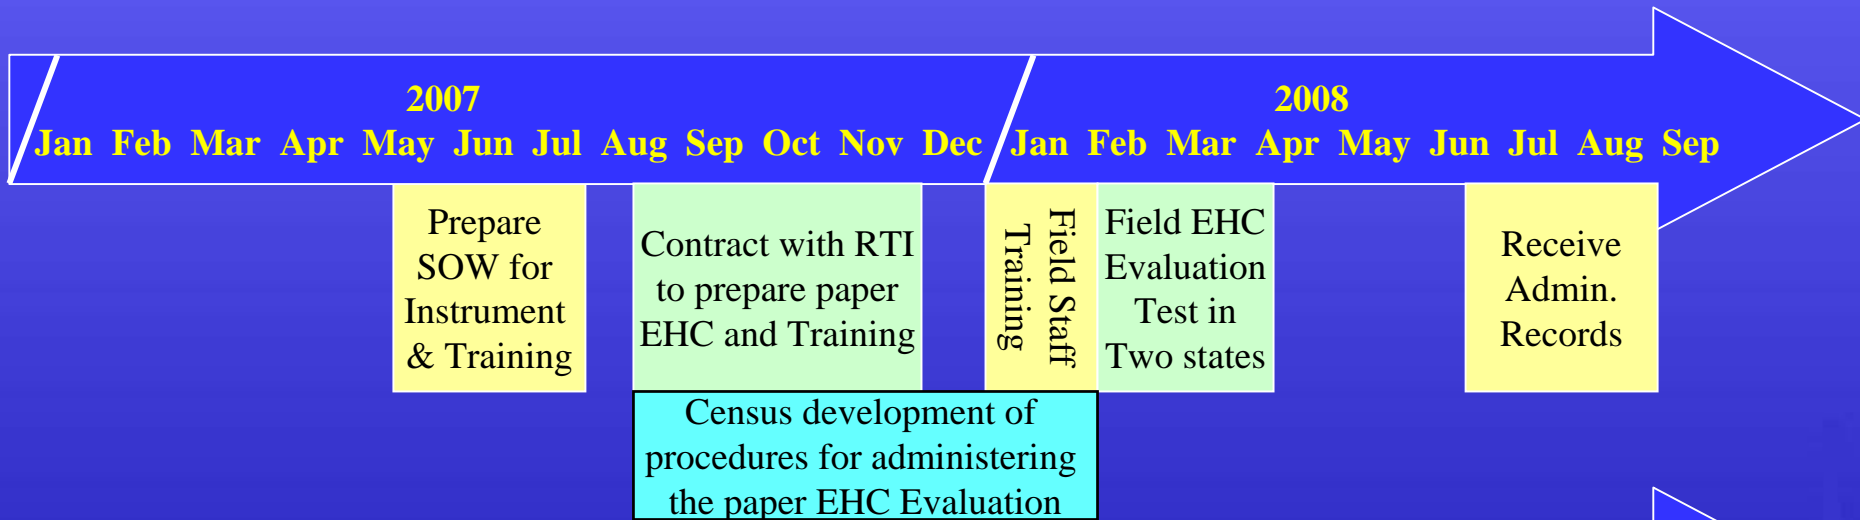 2007
Jan Feb Mar Apr May Jun Jul Aug Sep Oct Nov Dec
2008
Jan Feb Mar Apr May Jun Jul Aug Sep
Prepare
SOW for
Instrument
& Training
Contract with RTI
to prepare paper
EHC and Training
Field Staff
Training
Field EHC
Evaluation
Test in
Two states
Receive
Admin.
Records
Census development of
procedures for administering
the paper EHC Evaluation